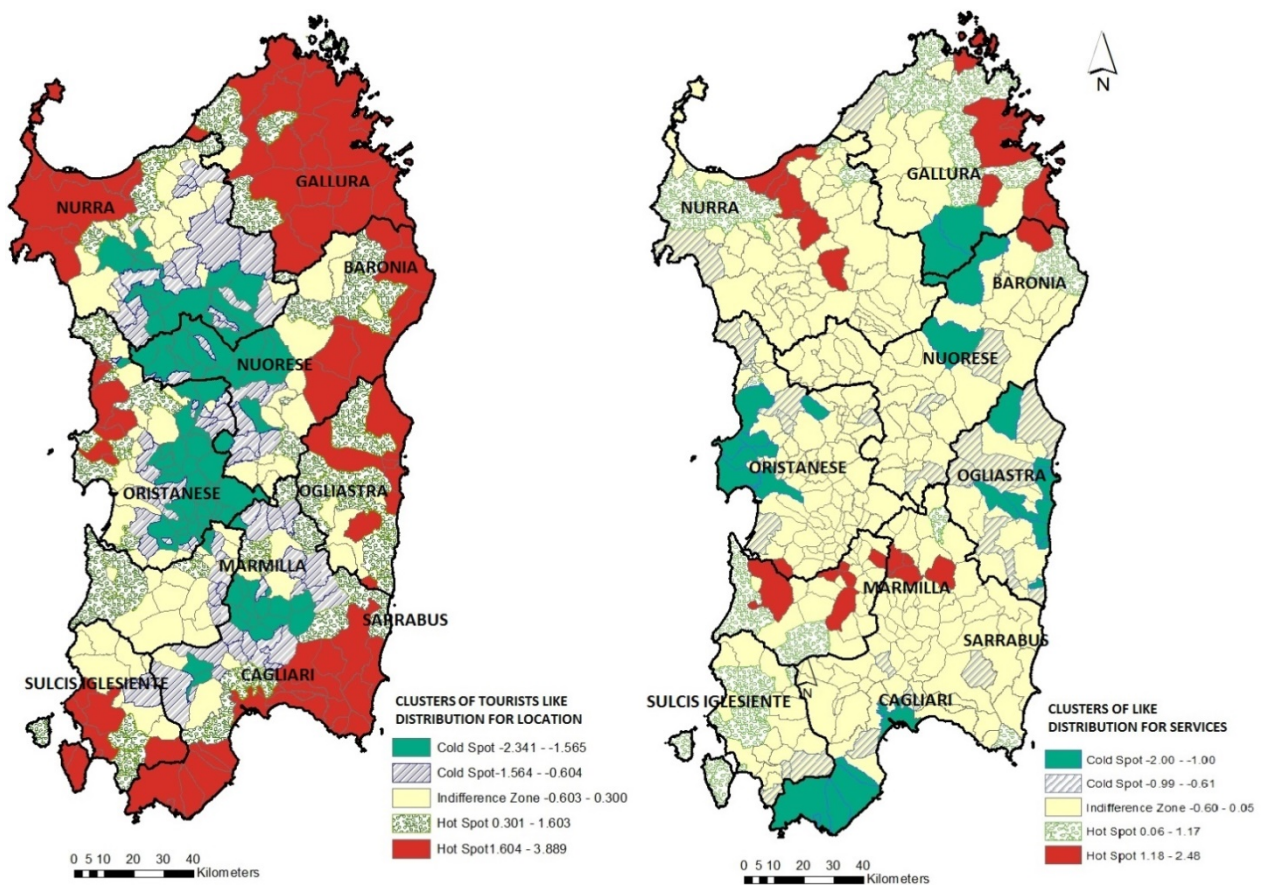 GALLURA
NURRA
BARONIA
NUORESE
ORISTANESE
OGLIASTRA
MARMILLA
SARRABUS
SULCIS IGLESIENTE
CAGLIARI
CLUSTERS OF TOURISTS LIKE
DISTRIBUTION FOR LOCATION
Cold Spot -2.341 - -1.565
Cold Spot-1.564 - -0.604
Indifference Zone -0.603 - 0.300
Hot Spot 0.301 - 1.603
Hot Spot1.604 - 3.889
0 5 10 20 30 40
Kilometers
N
GALLURA
NURRA
BARONIA
NUORESE
ORISTANESE
OGLIASTRA
MARMILLA
SARRABUS
N
SULCIS IGLESIENTE
CAGLIARI
CLUSTERS OF LIKE
DISTRIBUTION FOR SERVICES
Cold Spot -2.00 - -1.00
Cold Spot -0.99 - -0.61
Indifference Zone -0.60 - 0.05
Hot Spot 0.06 - 1.17
Hot Spot 1.18 - 2.48
0 5 10 20 30 40
Kilometers